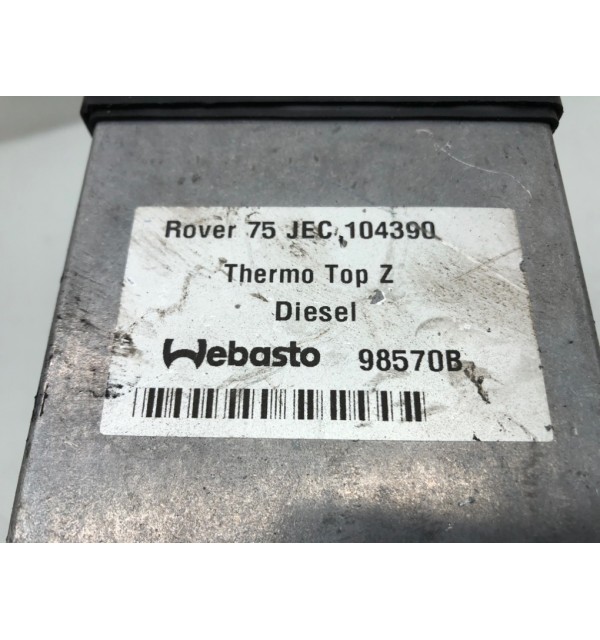 Rover 75 JEC 104390
Thermo Top Z
Diesel
Webasto 98570B